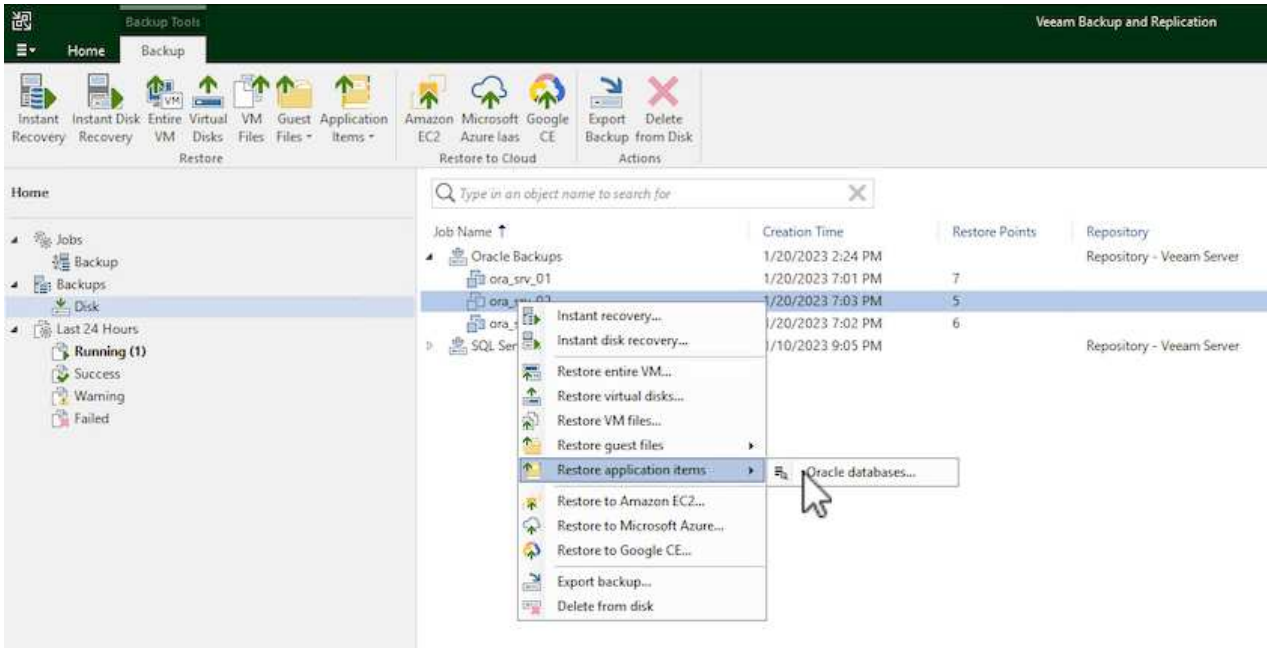 Backup Tools
Veeam Backup and Replication
Home
Backup
Instant Recovery
Instant Disk Recovery
Entire VM
Virtual Disks
VM Files
Guest Files
Application Items
Amazon EC2
Microsoft Azure Iaas
Google CE
Export Backup
Delete from Disk
Restore
Restore to Cloud
Actions
Home
Type in an object name to search for
Jobs
Backup
Backups
Disk
Last 24 Hours
Running (1)
Success
Warning
Failed
Job Name Creation Time Restore Points Repository
Oracle Backups 1/20/2023 2:24 PM Repository - Veeam Server
ora_srv_01 1/20/2023 7:01 PM 7
1/20/2023 7:03 PM 5
1/20/2023 7:02 PM 6
SQL Ser 1/10/2023 9:05 PM Repository - Veeam Server
Instant recovery...
Instant disk recovery...
Restore entire VM...
Restore virtual disks...
Restore VM files...
Restore guest files
Restore application items
Oracle databases...
Restore to Amazon EC2...
Restore to Microsoft Azure...
Restore to Google CE...
Export backup...
Delete from disk